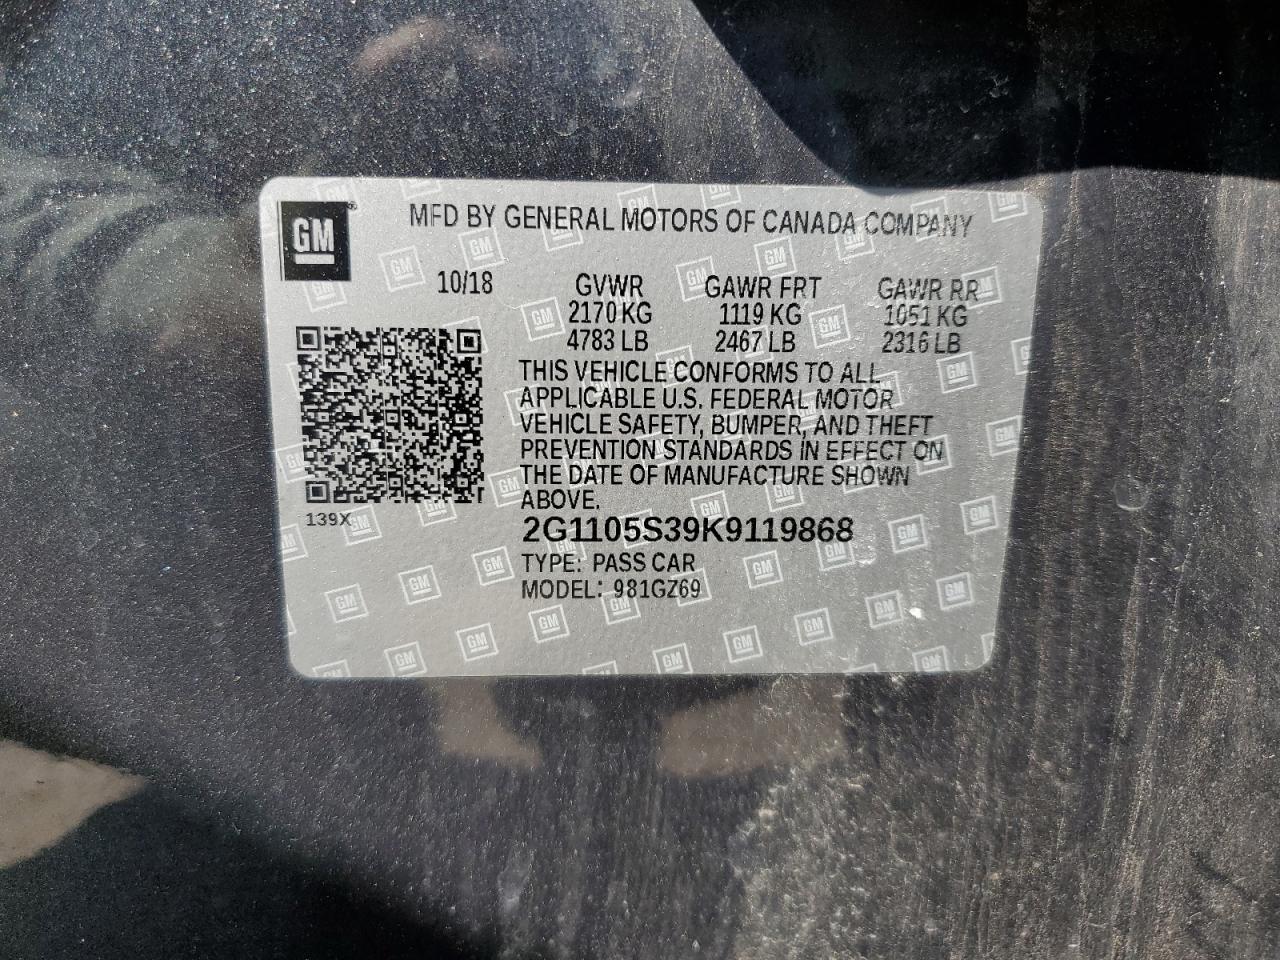 GM
MFD BY GENERAL MOTORS OF CANADA COMPANY
10/18 GVWR GAWR FRT GAWR RR
2170 KG 1119 KG 1051 KG
4783 LB 2467 LB 2316 LB
THIS VEHICLE CONFORMS TO ALL
APPLICABLE U.S. FEDERAL MOTOR
VEHICLE SAFETY, BUMPER, AND THEFT
PREVENTION STANDARDS IN EFFECT ON
THE DATE OF MANUFACTURE SHOWN
ABOVE.
139X
2G1105S39K9119868
TYPE: PASS CAR
MODEL: 981GZ69